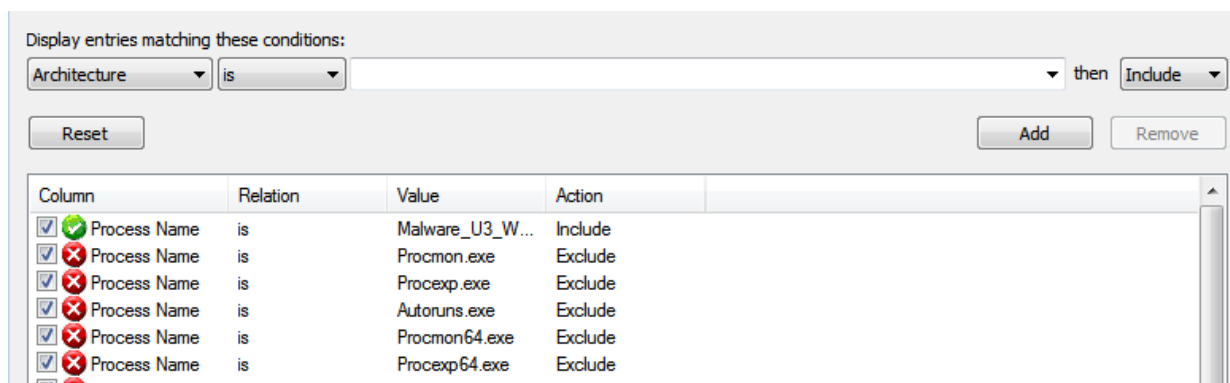 Display entries matching these conditions:
Architecture is then Include
Reset Add Remove
Column Relation Value Action
Process Name is Malware_U3_W... Include
Process Name is Procmon.exe Exclude
Process Name is Procexp.exe Exclude
Process Name is Autoruns.exe Exclude
Process Name is Procmon64.exe Exclude
Process Name is Procexp64.exe Exclude